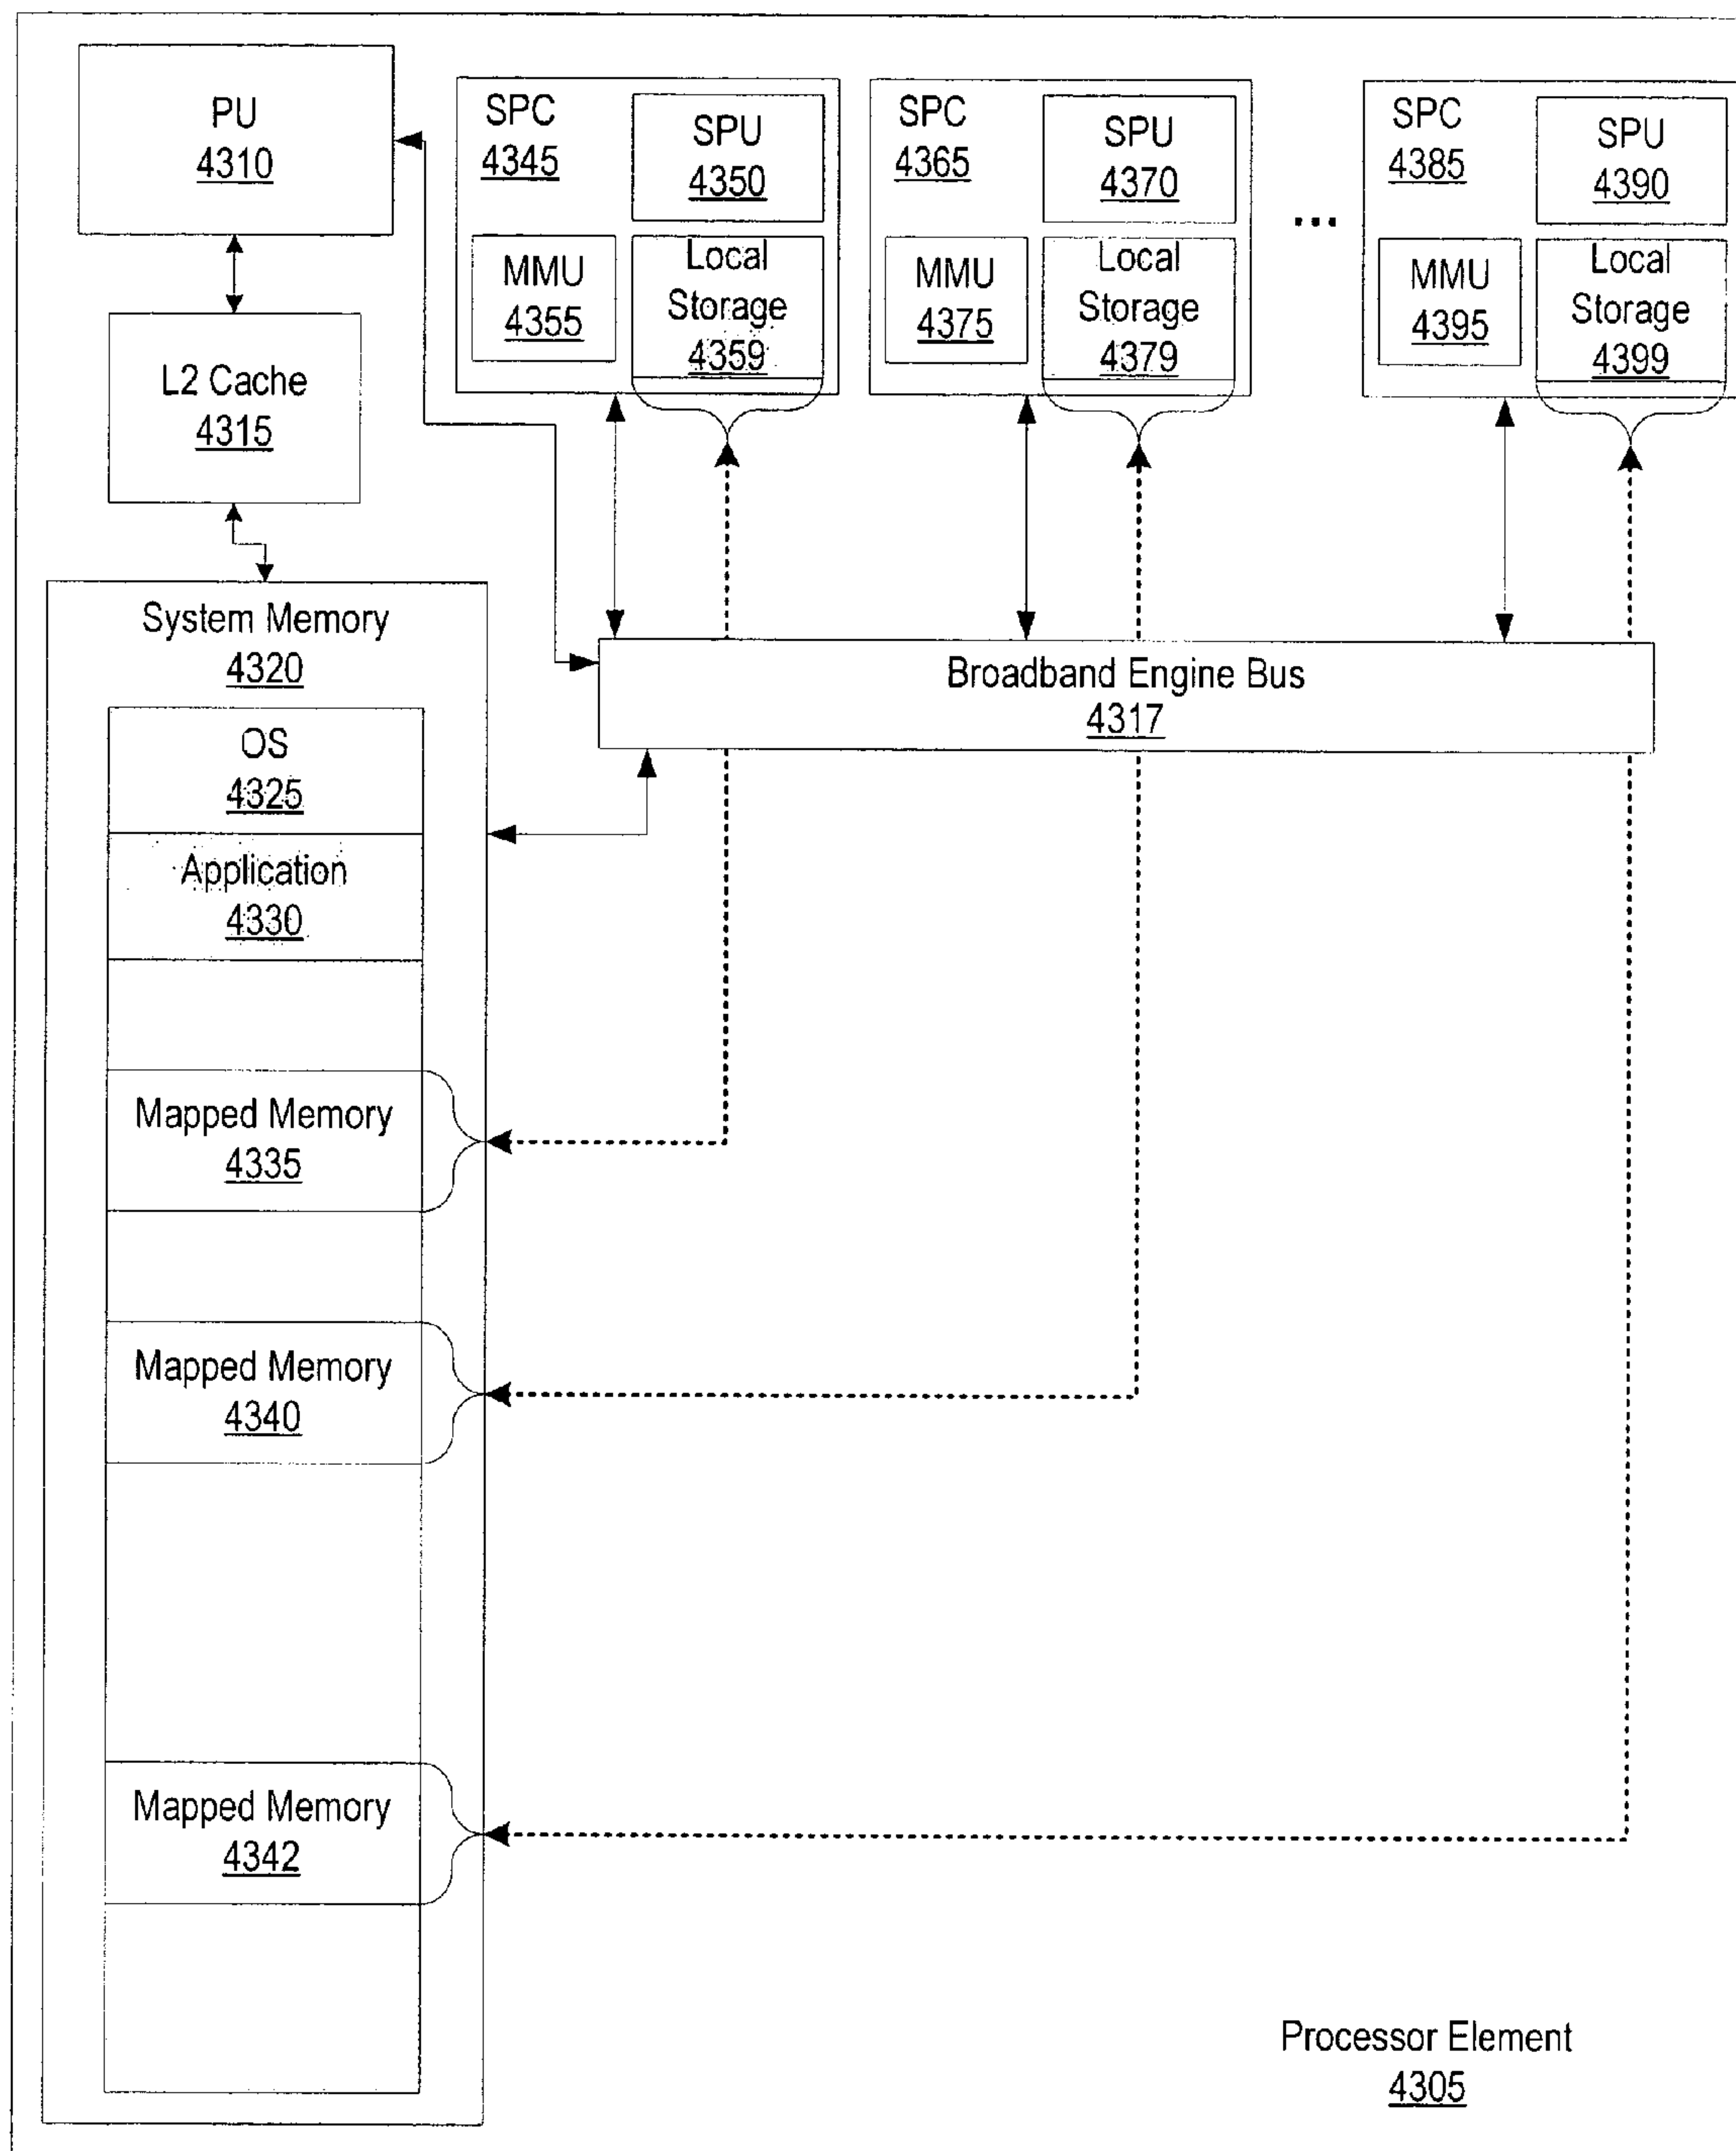 PU
4310
SPC
4345
SPU
4350
MMU
4355
Local
Storage
4359
SPC
4365
SPU
4370
MMU
4375
Local
Storage
4379
...
SPC
4385
SPU
4390
MMU
4395
Local
Storage
4399
L2 Cache
4315
System Memory
4320
Broadband Engine Bus
4317
OS
4325
Application
4330
Mapped Memory
4335
Mapped Memory
4340
Mapped Memory
4342
Processor Element
4305